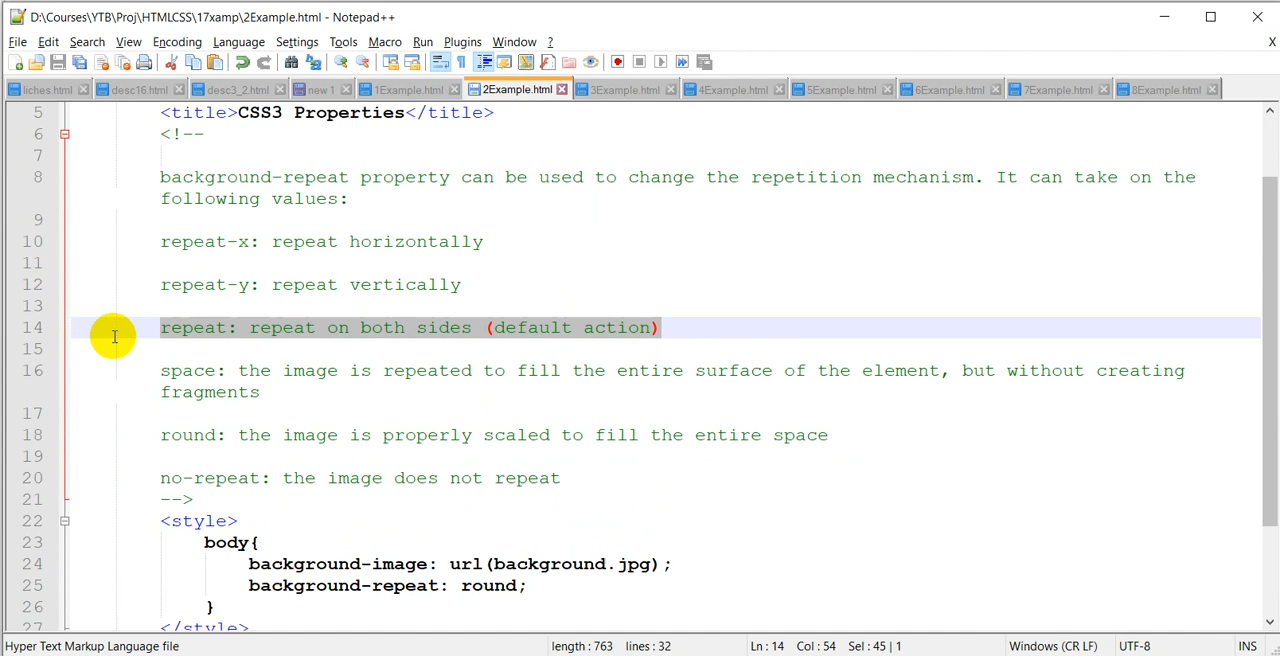 D:\Courses\YTB\Proj\HTMLCSS\17xamp\2Example.html - Notepad++
File Edit Search View Encoding Language Settings Tools Macro Run Plugins Window ? X
liches.html desc16.html desc3_2.html new 1 1Example.html 2Example.html 3Example.html 4Example.html 5Example.html 6Example.html 7Example.html 8Example.html
5 <title>CSS3 Properties</title>
6 <!--
7
8 background-repeat property can be used to change the repetition mechanism. It can take on the
following values:
9
10 repeat-x: repeat horizontally
11
12 repeat-y: repeat vertically
13
14 repeat: repeat on both sides (default action)
15
16 space: the image is repeated to fill the entire surface of the element, but without creating
fragments
17
18 round: the image is properly scaled to fill the entire space
19
20 no-repeat: the image does not repeat
21 -->
22 <style>
23 body{
24 background-image: url(background.jpg);
25 background-repeat: round;
26 }
27 </style>
Hyper Text Markup Language file length : 763 lines : 32 Ln : 14 Col : 54 Sel : 45 | 1 Windows (CR LF) UTF-8 INS